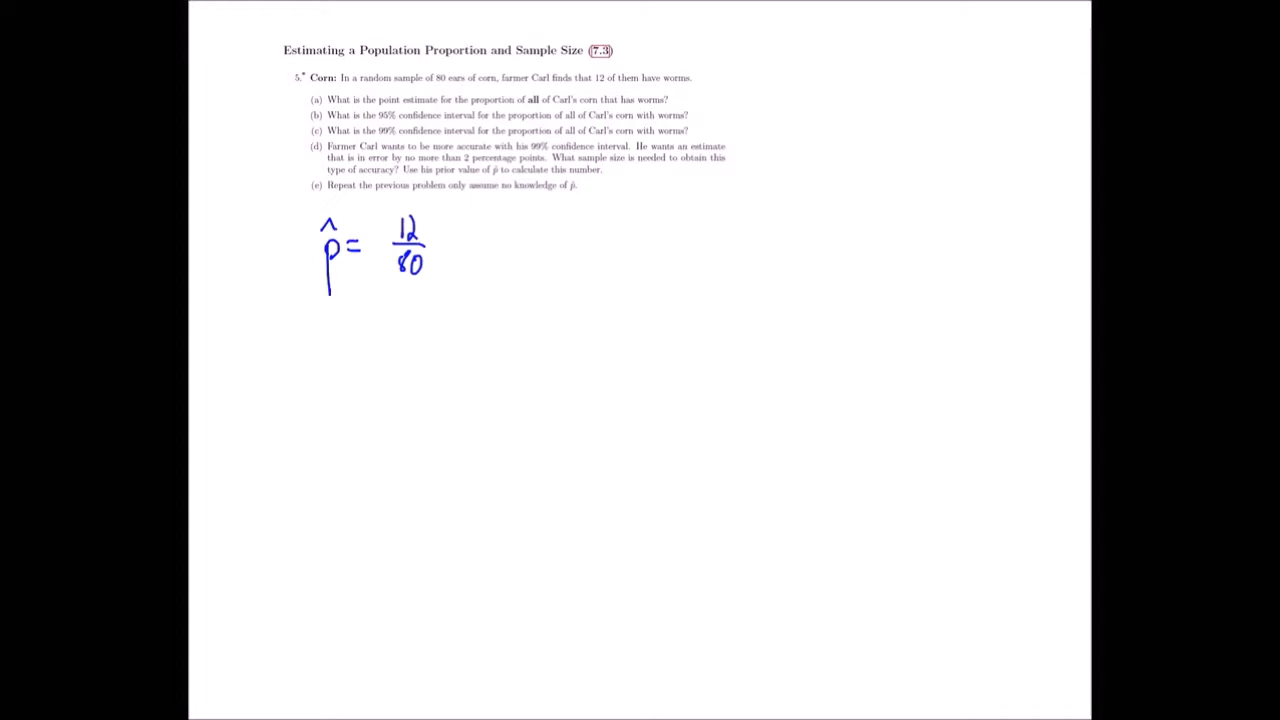 Estimating a Population Proportion and Sample Size (7.3)
5.* Corn: In a random sample of 80 ears of corn, farmer Carl finds that 12 of them have worms.
(a) What is the point estimate for the proportion of all of Carl's corn that has worms?
(b) What is the 95% confidence interval for the proportion of all of Carl's corn with worms?
(c) What is the 99% confidence interval for the proportion of all of Carl's corn with worms?
(d) Farmer Carl wants to be more accurate with his 99% confidence interval. He wants an estimate
that is in error by no more than 2 percentage points. What sample size is needed to obtain this
type of accuracy? Use his prior value of p̂ to calculate this number.
(e) Repeat the previous problem only assume no knowledge of p̂.
p̂ = 12/80